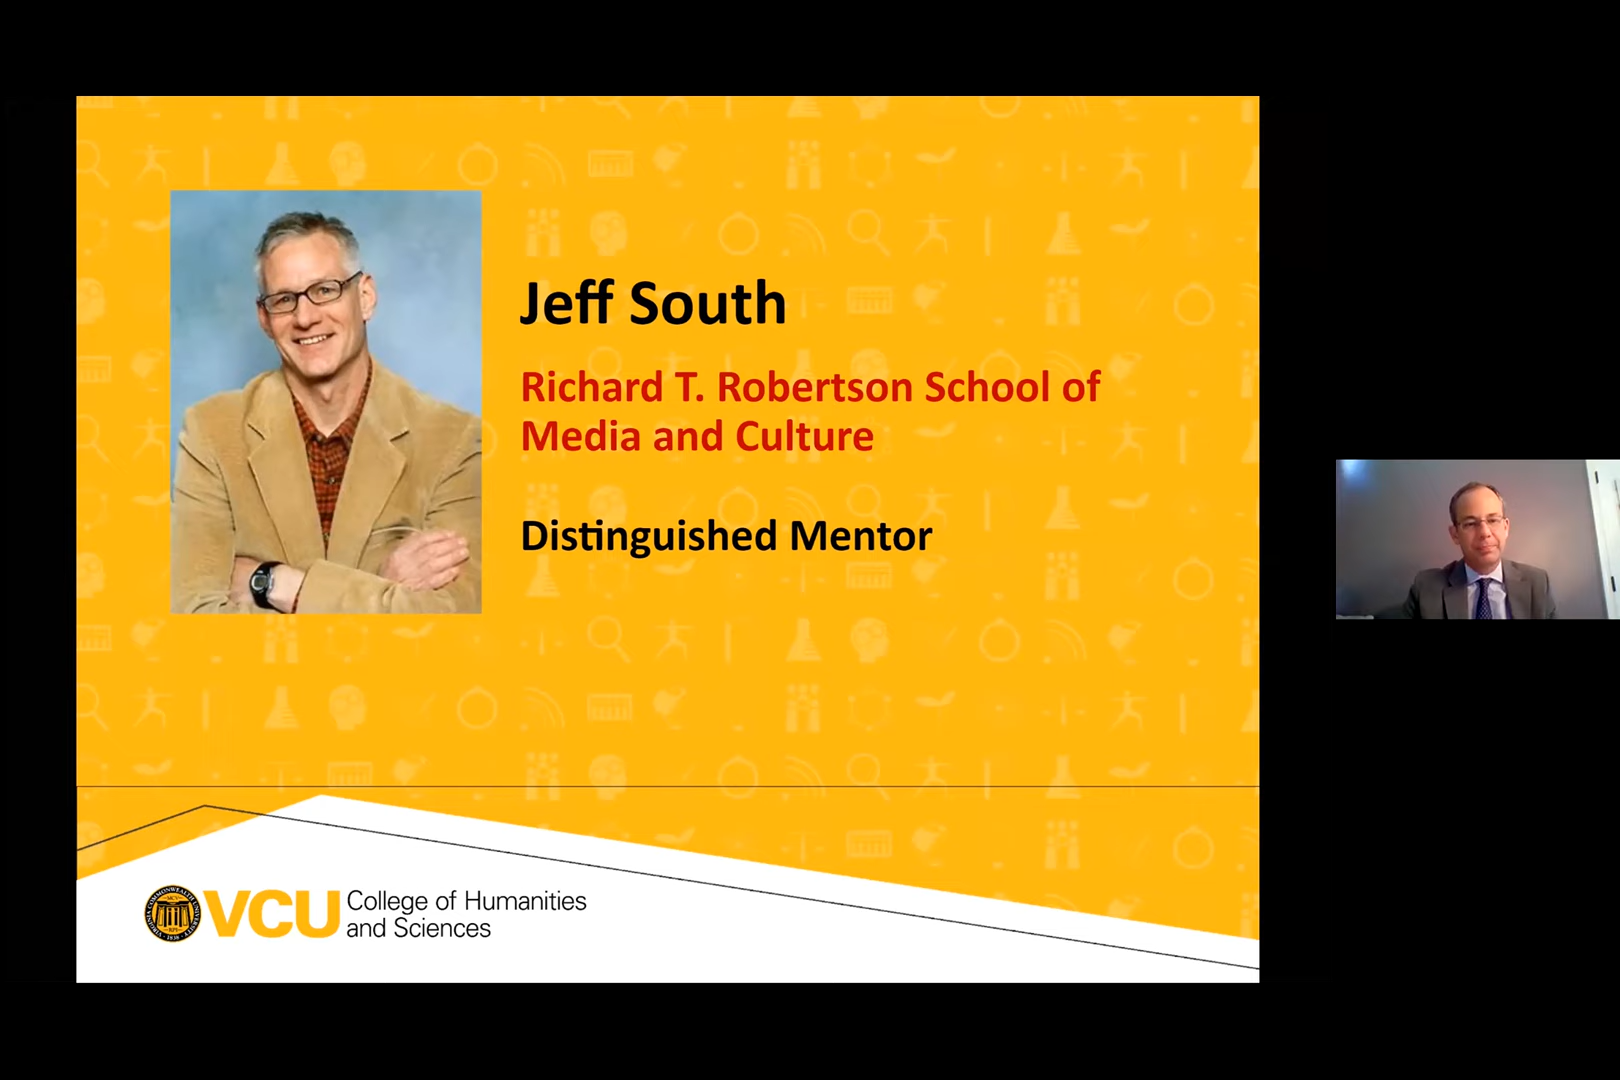 Jeff South
Richard T. Robertson School of
Media and Culture
Distinguished Mentor
VCU College of Humanities
and Sciences